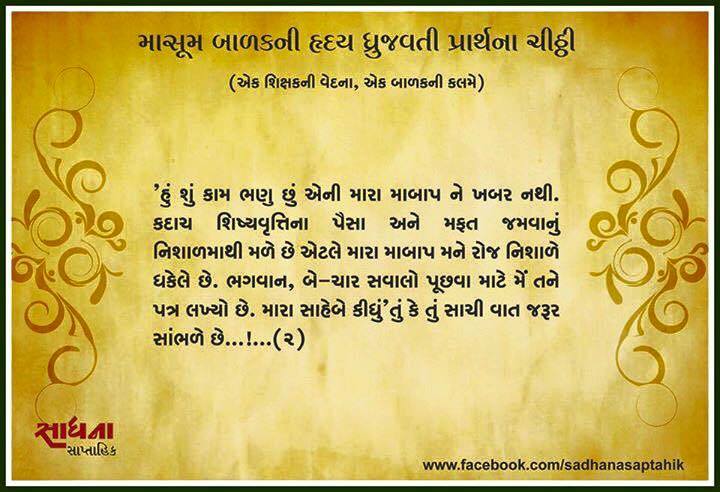 માસૂમ બાળકની હૃદય ધ્રુજવતી પ્રાર્થના ચીઠ્ઠી
(એક શિક્ષકની વેદના, એક બાળકની કલમે)
'હું શું કામ ભણુ છું એની મારા માબાપ ને ખબર નથી.
કદાચ શિષ્યવૃત્તિના પૈસા અને મફત જમવાનું
નિશાળમાથી મળે છે એટલે મારા માબાપ મને રોજ નિશાળે
ધકેલે છે. ભગવાન, બે-ચાર સવાલો પૂછવા માટે મેં તને
પત્ર લખ્યો છે. મારા સાહેબે કીધું'તું કે તું સાચી વાત જરૂર
સાંભળે છે...!...(૨)
સાધના
સાપ્તાહિક
www.facebook.com/sadhanasaptahik